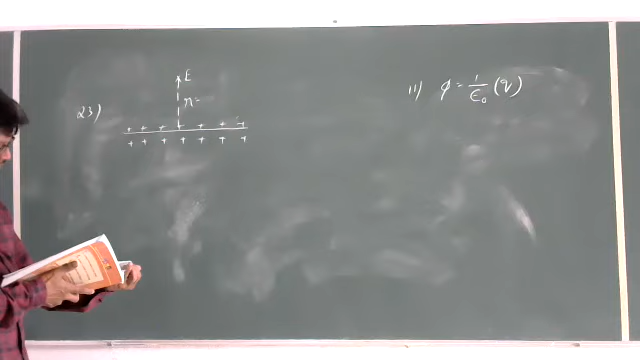 23)
E
r=
+ + + + + + +
+ + + + + + +
11) φ = 1/ε₀ (q)